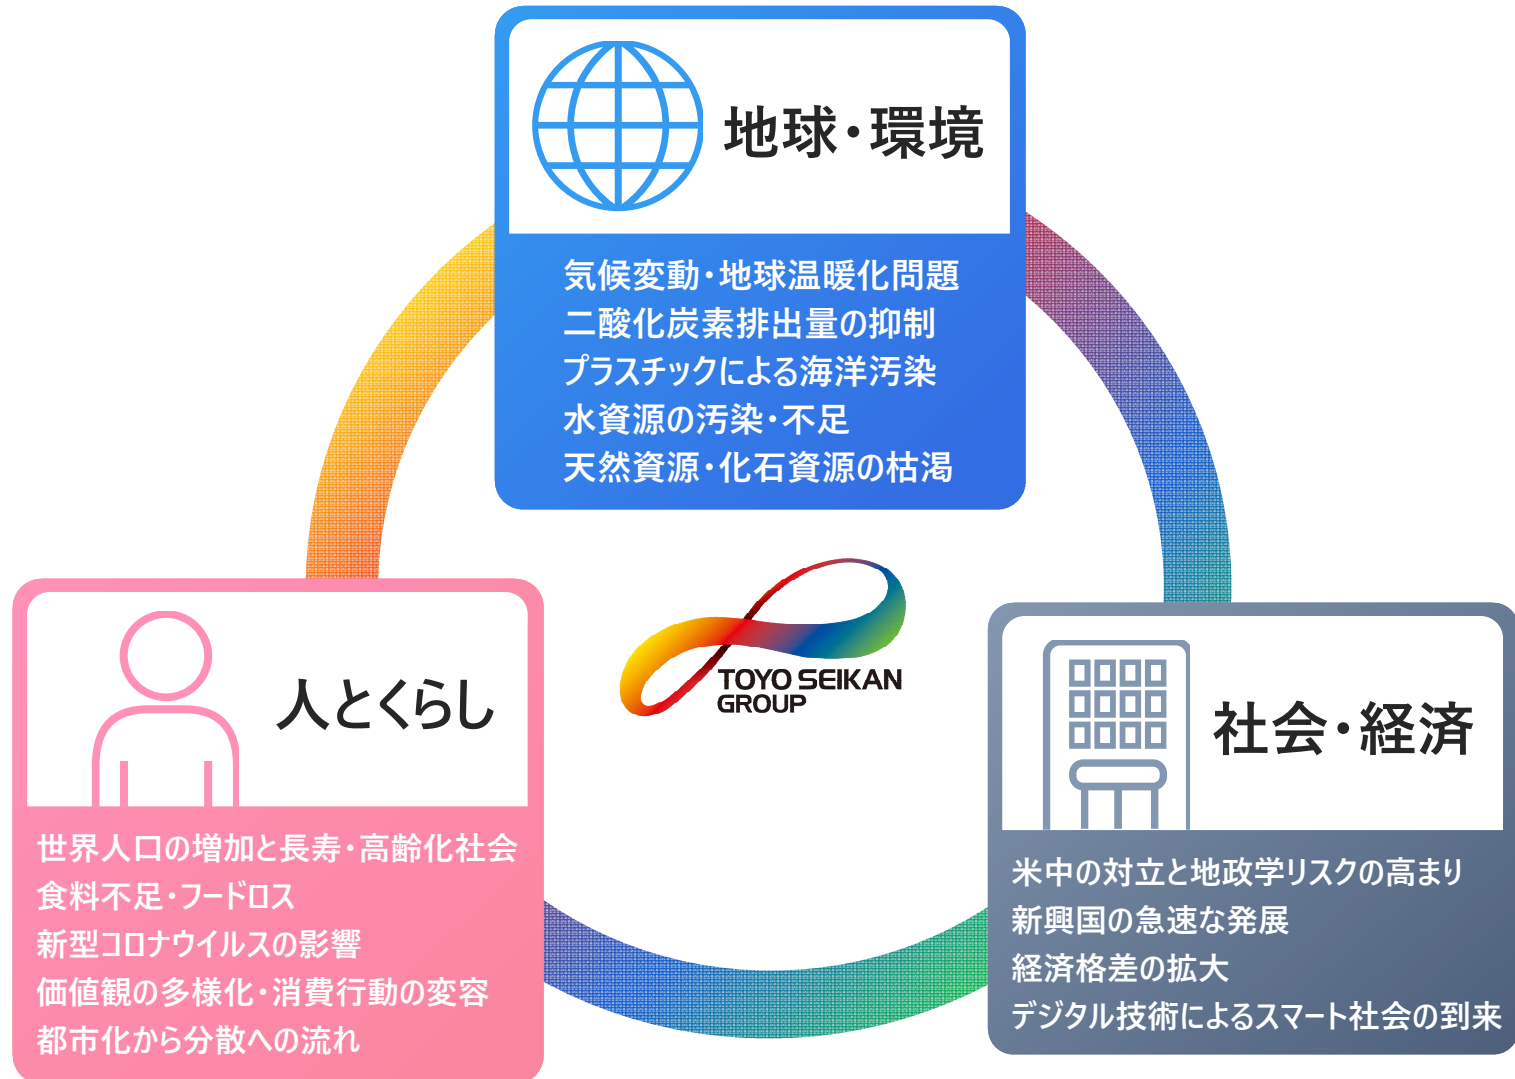 地球・環境
気候変動・地球温暖化問題
二酸化炭素排出量の抑制
プラスチックによる海洋汚染
水資源の汚染・不足
天然資源・化石資源の枯渇
TOYO SEIKAN
GROUP
人とくらし
世界人口の増加と長寿・高齢化社会
食料不足・フードロス
新型コロナウイルスの影響
価値観の多様化・消費行動の変容
都市化から分散への流れ
社会・経済
米中の対立と地政学リスクの高まり
新興国の急速な発展
経済格差の拡大
デジタル技術によるスマート社会の到来